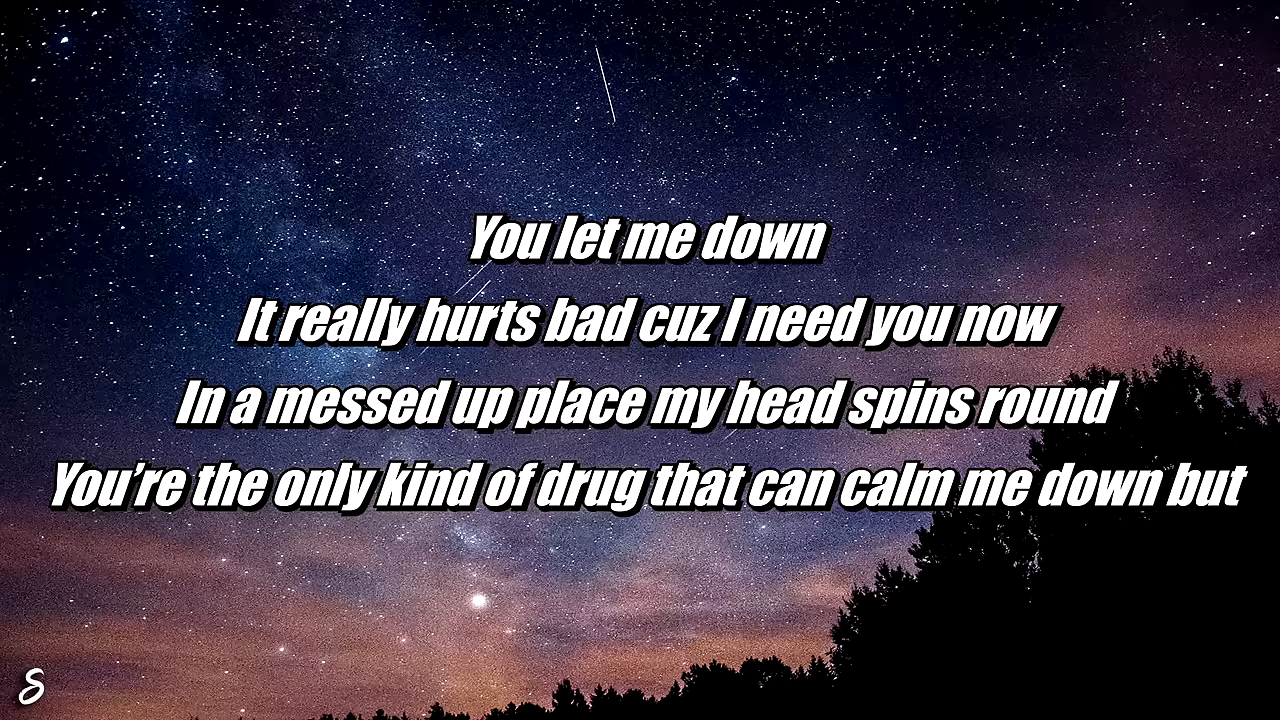 You let me down
It really hurts bad cuz I need you now
In a messed up place my head spins round
You’re the only kind of drug that can calm me down but
S